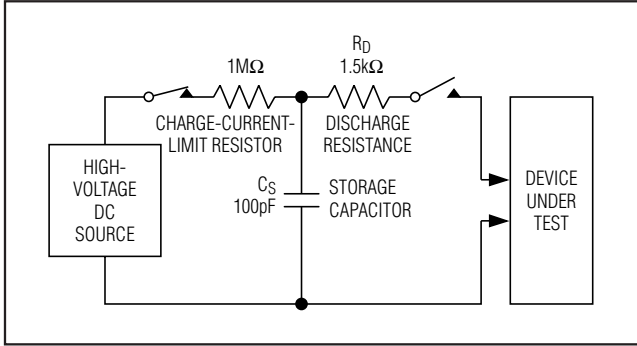 R_D
1MΩ
1.5kΩ
CHARGE-CURRENT-
LIMIT RESISTOR
DISCHARGE
RESISTANCE
HIGH-
VOLTAGE
DC
SOURCE
C_S
100pF
STORAGE
CAPACITOR
DEVICE
UNDER
TEST